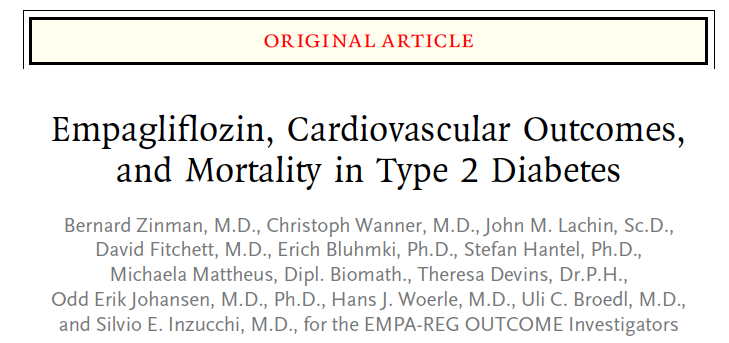 ORIGINAL ARTICLE
Empagliflozin, Cardiovascular Outcomes,
and Mortality in Type 2 Diabetes
Bernard Zinman, M.D., Christoph Wanner, M.D., John M. Lachin, Sc.D.,
David Fitchett, M.D., Erich Bluhmki, Ph.D., Stefan Hantel, Ph.D.,
Michaela Mattheus, Dipl. Biomath., Theresa Devins, Dr.P.H.,
Odd Erik Johansen, M.D., Ph.D., Hans J. Woerle, M.D., Uli C. Broedl, M.D.,
and Silvio E. Inzucchi, M.D., for the EMPA-REG OUTCOME Investigators